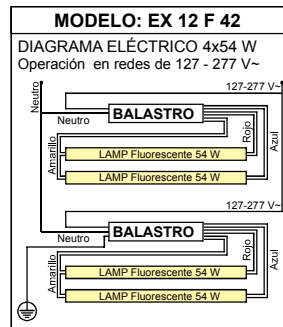 MODELO: EX 12 F 42
DIAGRAMA ELÉCTRICO 4x54 W
Operación en redes de 127 - 277 V~
Neutro
127-277 V~
Neutro
BALASTRO
Rojo
Azul
Amarillo
LAMP Fluorescente 54 W
LAMP Fluorescente 54 W
127-277 V~
Neutro
BALASTRO
Rojo
Azul
Amarillo
LAMP Fluorescente 54 W
LAMP Fluorescente 54 W